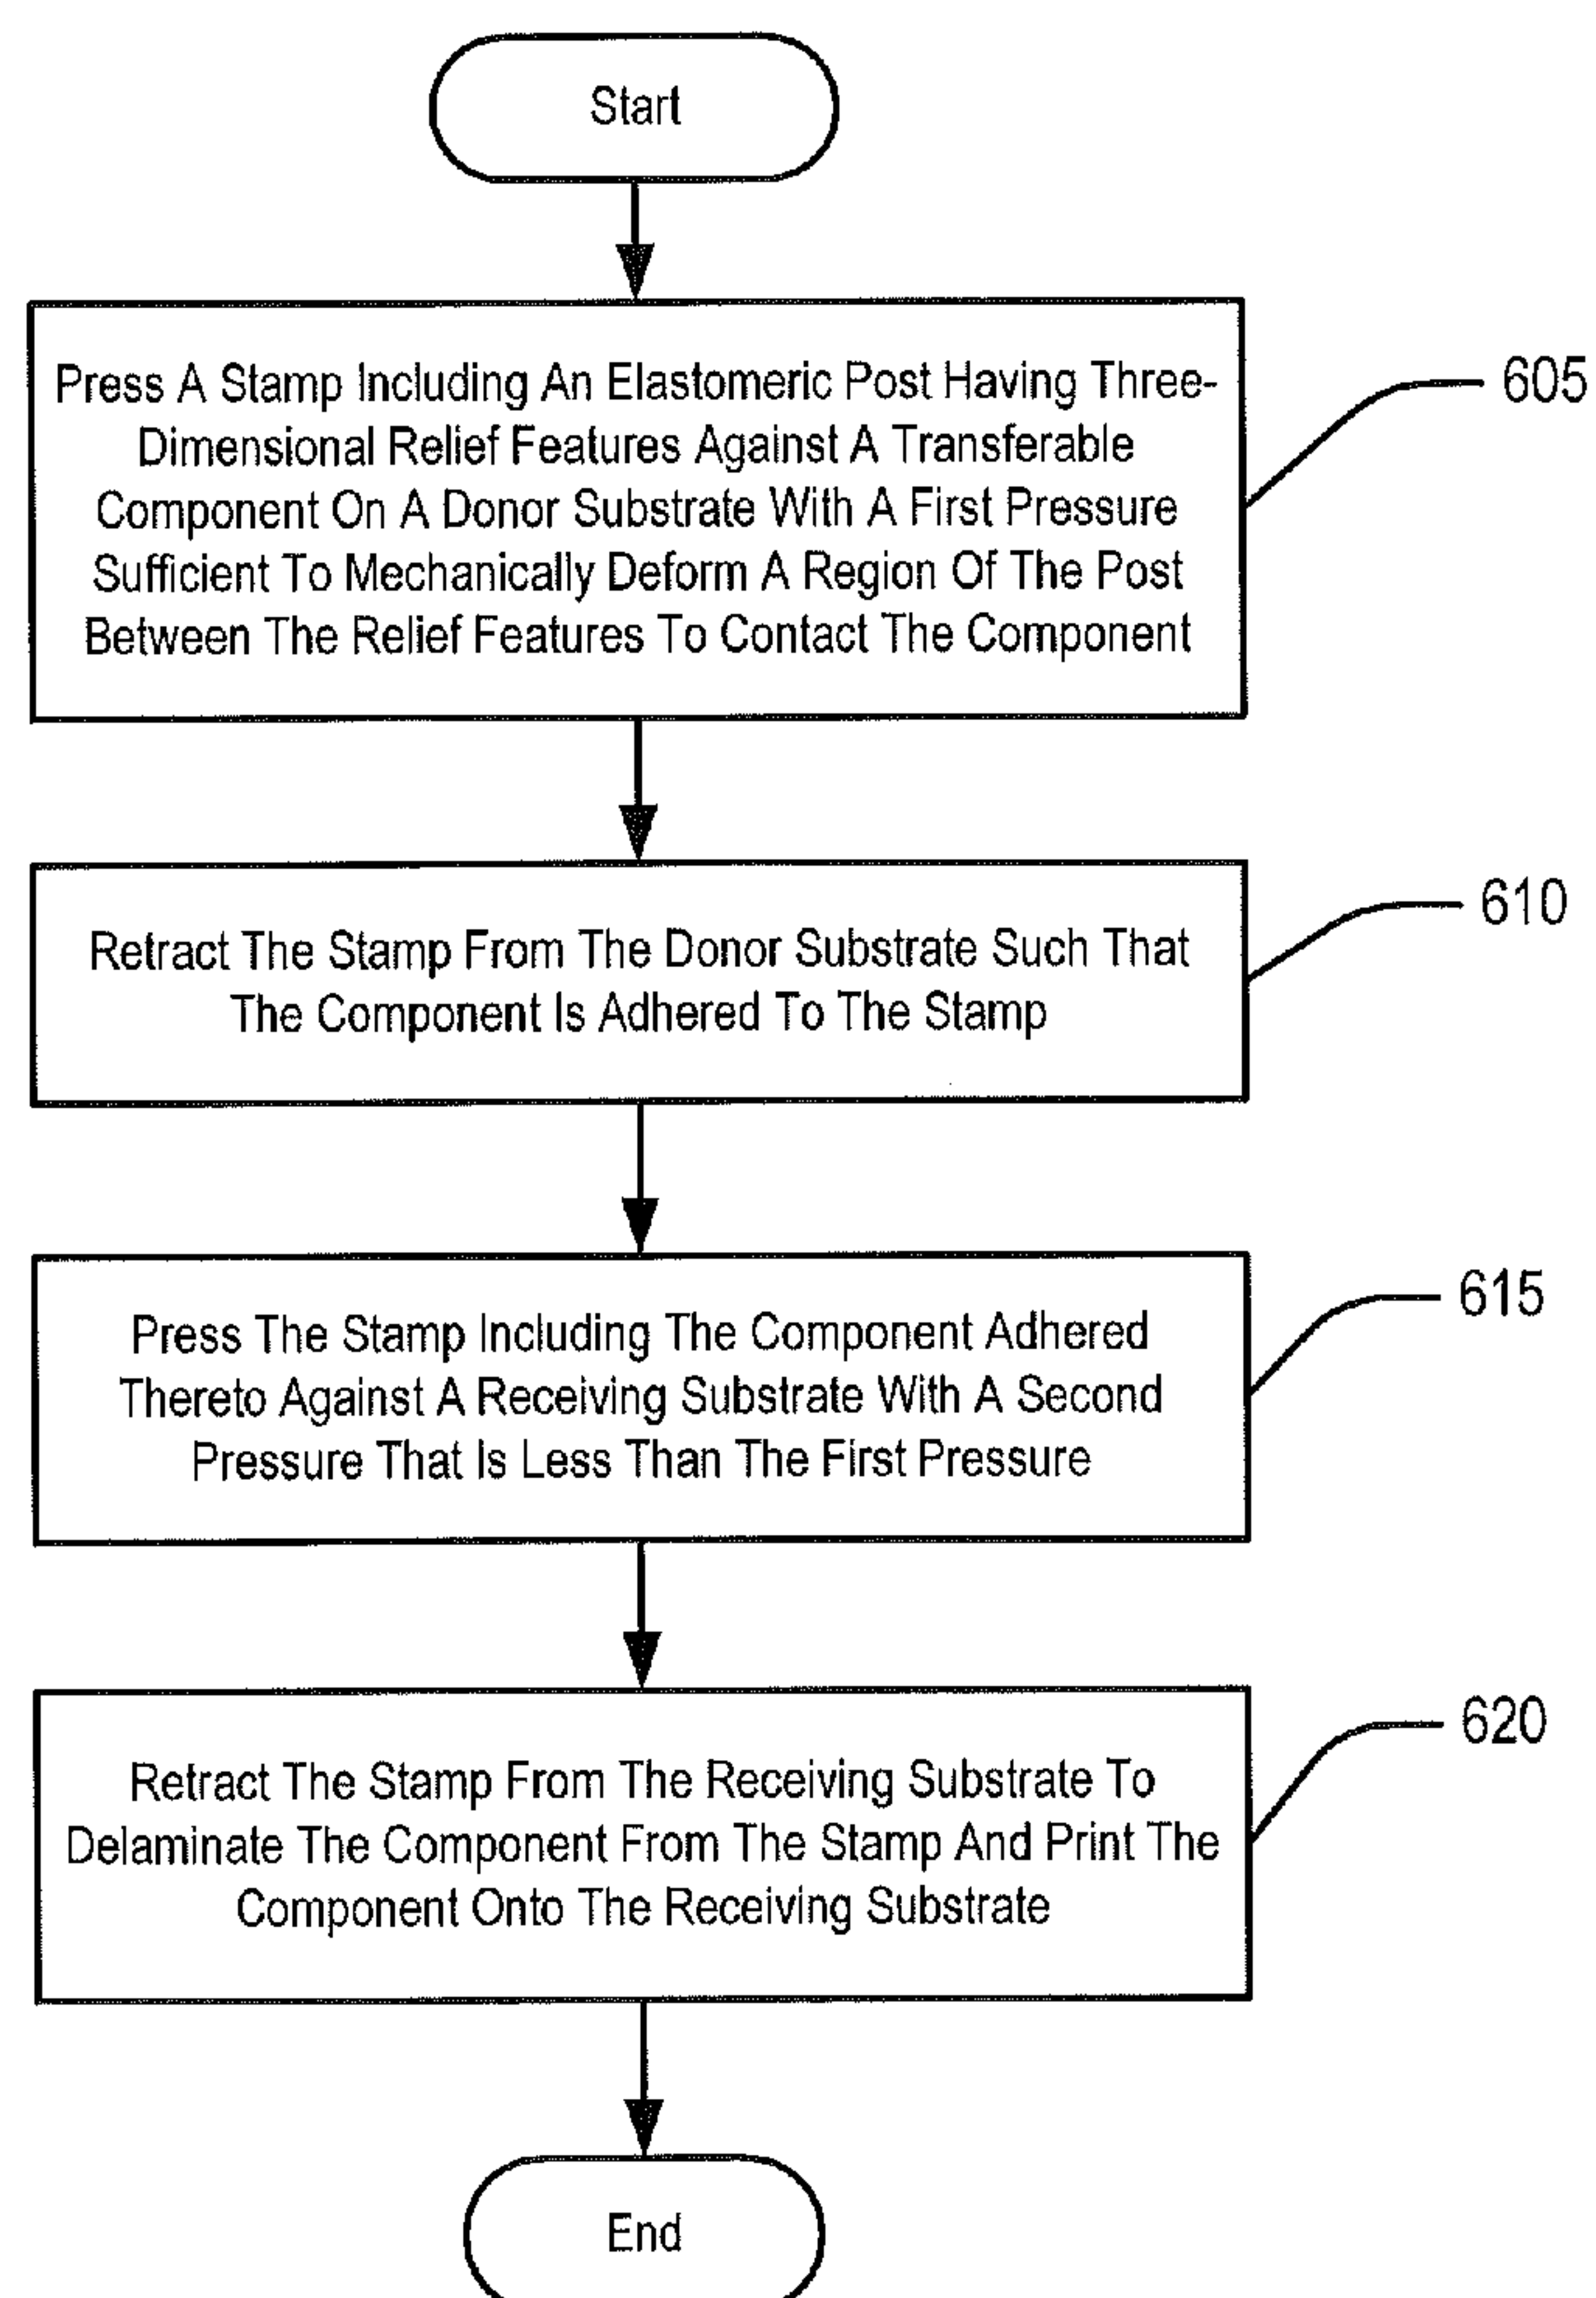 Start
Press A Stamp Including An Elastomeric Post Having Three-
Dimensional Relief Features Against A Transferable
Component On A Donor Substrate With A First Pressure
Sufficient To Mechanically Deform A Region Of The Post
Between The Relief Features To Contact The Component
605
Retract The Stamp From The Donor Substrate Such That
The Component Is Adhered To The Stamp
610
Press The Stamp Including The Component Adhered
Thereto Against A Receiving Substrate With A Second
Pressure That Is Less Than The First Pressure
615
Retract The Stamp From The Receiving Substrate To
Delaminate The Component From The Stamp And Print The
Component Onto The Receiving Substrate
620
End